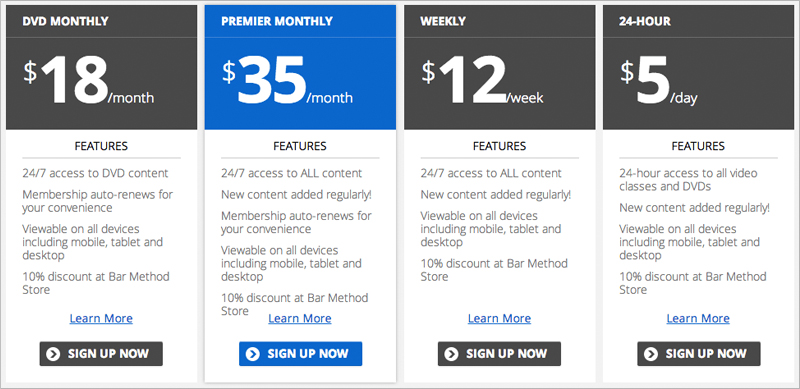 DVD MONTHLY
$18/month
FEATURES
24/7 access to DVD content
Membership auto-renews for
your convenience
Viewable on all devices
including mobile, tablet and
desktop
10% discount at Bar Method
Store
Learn More
SIGN UP NOW
PREMIER MONTHLY
$35/month
FEATURES
24/7 access to ALL content
New content added regularly!
Membership auto-renews for
your convenience
Viewable on all devices
including mobile, tablet and
desktop
10% discount at Bar Method
Store
Learn More
SIGN UP NOW
WEEKLY
$12/week
FEATURES
24/7 access to ALL content
New content added regularly!
Viewable on all devices
including mobile, tablet and
desktop
10% discount at Bar Method
Store
Learn More
SIGN UP NOW
24-HOUR
$5/day
FEATURES
24-hour access to all video
classes and DVDs
New content added regularly!
Viewable on all devices
including mobile, tablet and
desktop
10% discount at Bar Method
Store
Learn More
SIGN UP NOW